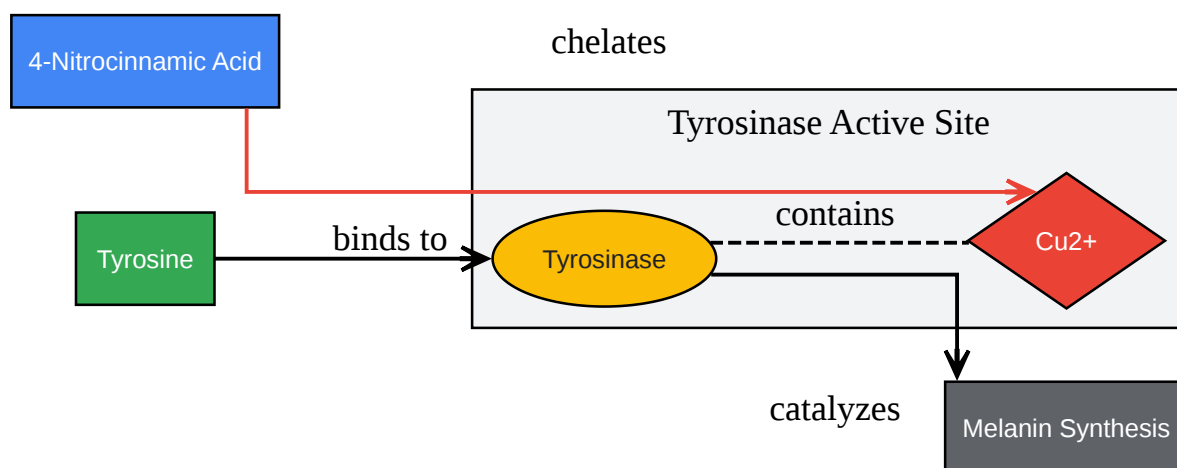 4-Nitrocinnamic Acid
chelates
Tyrosinase Active Site
Tyrosine
binds to
Tyrosinase
contains
Cu2+
catalyzes
Melanin Synthesis